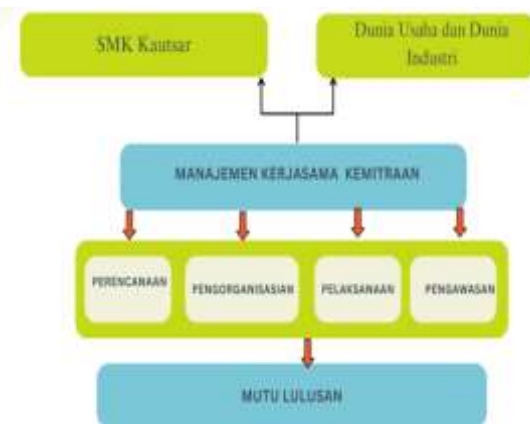 SMK Kautsar
Dunia Usaha dan Dunia
Industri
MANAJEMEN KERJASAMA KEMITRAAN
PERENCANAAN
PENGORGANISASIAN
PELAKSANAAN
PENGAWASAN
MUTU LULUSAN